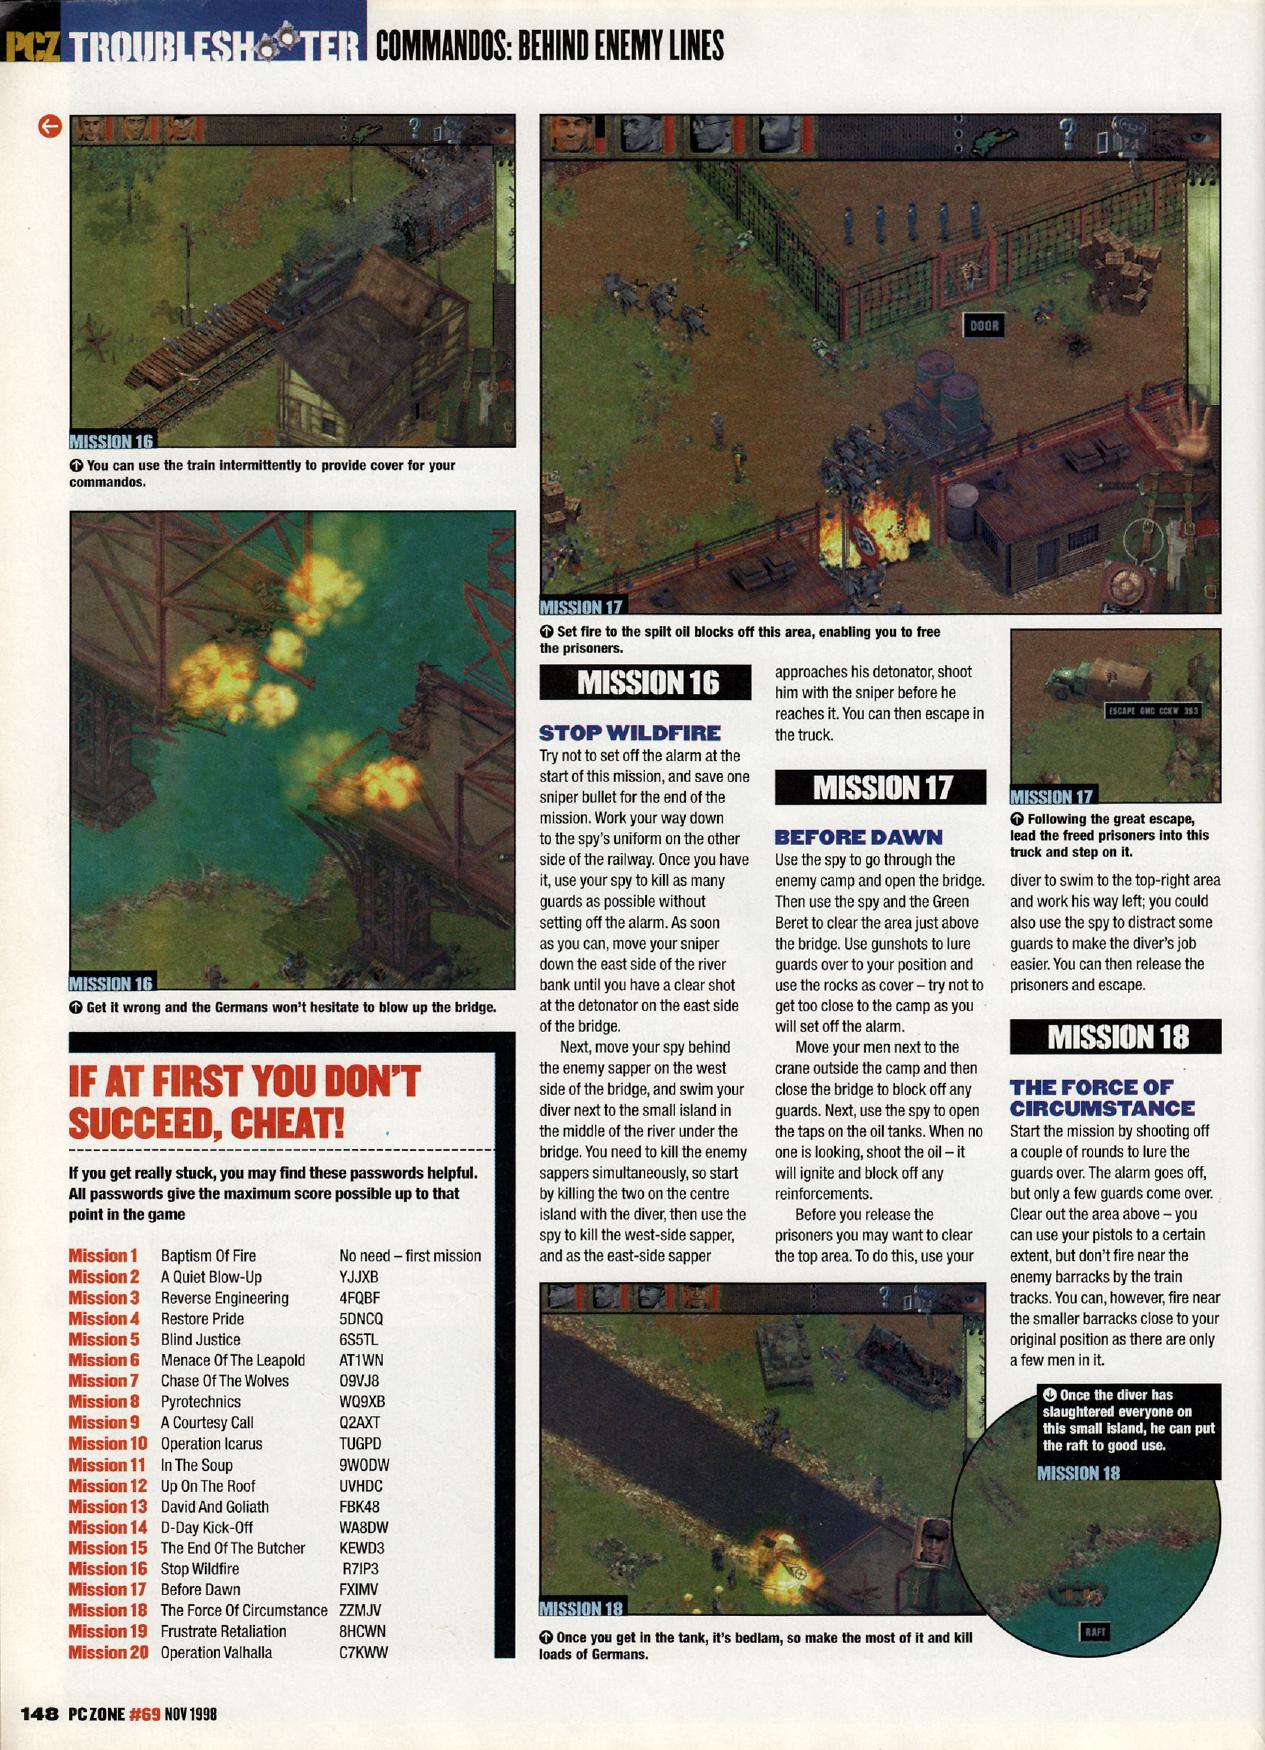 PCZ TROUBLESHOOTER COMMANDOS: BEHIND ENEMY LINES
MISSION 16
You can use the train intermittently to provide cover for your
commandos.
MISSION 16
Get it wrong and the Germans won't hesitate to blow up the bridge.
DOOR
MISSION 17
Set fire to the spilt oil blocks off this area, enabling you to free
the prisoners.
IF AT FIRST YOU DON'T
SUCCEED, CHEAT!
If you get really stuck, you may find these passwords helpful.
All passwords give the maximum score possible up to that
point in the game
Mission 1 Baptism Of Fire No need – first mission
Mission 2 A Quiet Blow-Up YJJXB
Mission 3 Reverse Engineering 4FQBF
Mission 4 Restore Pride 5DNCQ
Mission 5 Blind Justice 6S5TL
Mission 6 Menace Of The Leapold AT1WN
Mission 7 Chase Of The Wolves O9VJ8
Mission 8 Pyrotechnics WQ9XB
Mission 9 A Courtesy Call Q2AXT
Mission 10 Operation Icarus TUGPD
Mission 11 In The Soup 9WODW
Mission 12 Up On The Roof UVHDC
Mission 13 David And Goliath FBK48
Mission 14 D-Day Kick-Off WA8DW
Mission 15 The End Of The Butcher KEWD3
Mission 16 Stop Wildfire R7IP3
Mission 17 Before Dawn FXIMV
Mission 18 The Force Of Circumstance ZZMJV
Mission 19 Frustrate Retaliation 8HCWN
Mission 20 Operation Valhalla C7KWW
MISSION 16
STOP WILDFIRE
Try not to set off the alarm at the
start of this mission, and save one
sniper bullet for the end of the
mission. Work your way down
to the spy's uniform on the other
side of the railway. Once you have
it, use your spy to kill as many
guards as possible without
setting off the alarm. As soon
as you can, move your sniper
down the east side of the river
bank until you have a clear shot
at the detonator on the east side
of the bridge.
Next, move your spy behind
the enemy sapper on the west
side of the bridge, and swim your
diver next to the small island in
the middle of the river under the
bridge. You need to kill the enemy
sappers simultaneously, so start
by killing the two on the centre
island with the diver, then use the
spy to kill the west-side sapper,
and as the east-side sapper
approaches his detonator, shoot
him with the sniper before he
reaches it. You can then escape in
the truck.
MISSION 17
BEFORE DAWN
Use the spy to go through the
enemy camp and open the bridge.
Then use the spy and the Green
Beret to clear the area just above
the bridge. Use gunshots to lure
guards over to your position and
use the rocks as cover – try not to
get too close to the camp as you
will set off the alarm.
Move your men next to the
crane outside the camp and then
close the bridge to block off any
guards. Next, use the spy to open
the taps on the oil tanks. When no
one is looking, shoot the oil – it
will ignite and block off any
reinforcements.
Before you release the
prisoners you may want to clear
the top area. To do this, use your
ESCAPE GMC CCKW 353
MISSION 17
Following the great escape,
lead the freed prisoners into this
truck and step on it.
diver to swim to the top-right area
and work his way left; you could
also use the spy to distract some
guards to make the diver's job
easier. You can then release the
prisoners and escape.
MISSION 18
THE FORCE OF
CIRCUMSTANCE
Start the mission by shooting off
a couple of rounds to lure the
guards over. The alarm goes off,
but only a few guards come over.
Clear out the area above – you
can use your pistols to a certain
extent, but don't fire near the
enemy barracks by the train
tracks. You can, however, fire near
the smaller barracks close to your
original position as there are only
a few men in it.
MISSION 18
Once you get in the tank, it's bedlam, so make the most of it and kill
loads of Germans.
Once the diver has
slaughtered everyone on
this small island, he can put
the raft to good use.
MISSION 18
RAFT
148 PC ZONE #69 NOV 1998